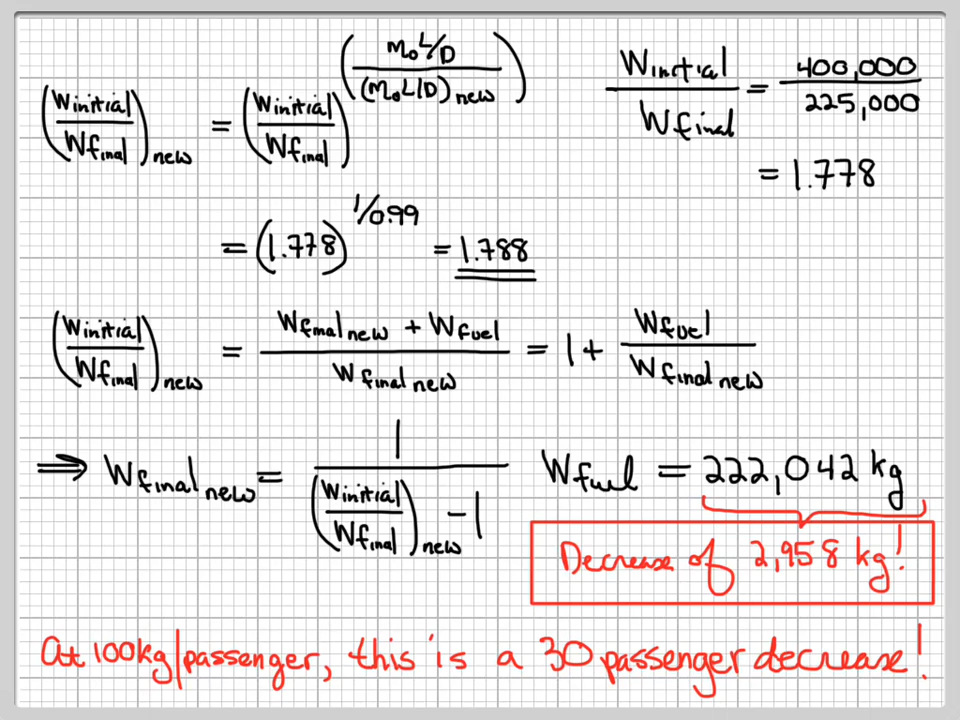 (Winitial/Wfinal)new = (Winitial/Wfinal)^((M∞ L/D)/(M∞ L/D)new)
Winitial/Wfinal = 400,000/225,000
= 1.778
= (1.778)^(1/0.99) = 1.788
(Winitial/Wfinal)new = (Wfinal new + Wfuel)/Wfinal new = 1 + Wfuel/Wfinal new
⇒ Wfinal new = 1/((Winitial/Wfinal)new - 1) Wfuel = 222,042 kg
Decrease of 2,958 kg!
At 100kg/passenger, this is a 30 passenger decrease!